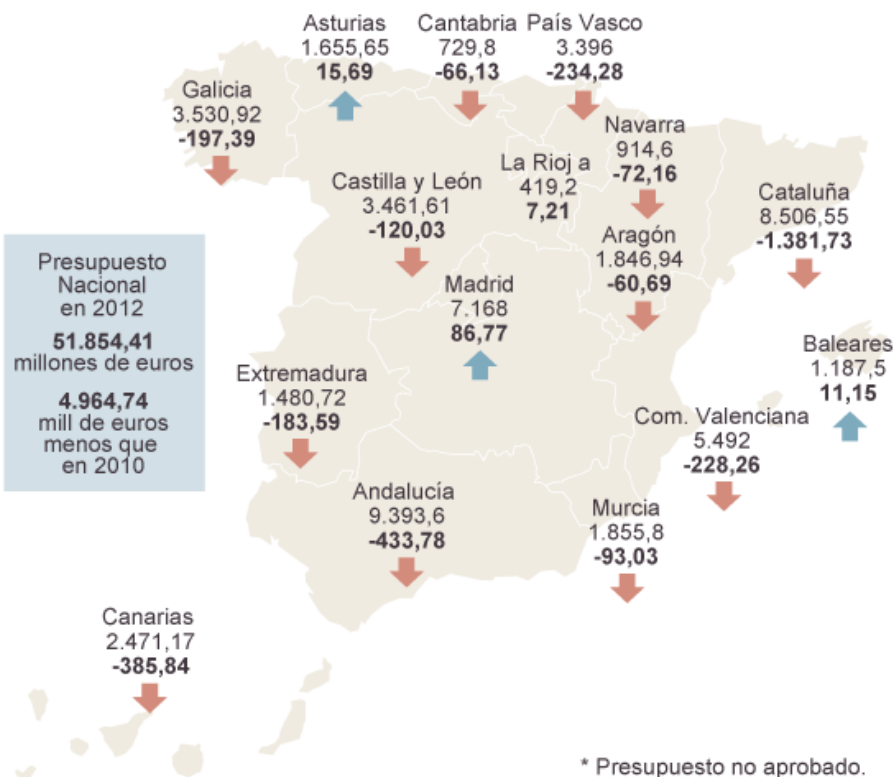 Asturias
1.655,65
15,69
Cantabria
729,8
-66,13
País Vasco
3.396
-234,28
Galicia
3.530,92
-197,39
Navarra
914,6
-72,16
La Rioj a
419,2
7,21
Castilla y León
3.461,61
-120,03
Cataluña
8.506,55
-1.381,73
Aragón
1.846,94
-60,69
Presupuesto
Nacional
en 2012
51.854,41
millones de euros
4.964,74
mill de euros
menos que
en 2010
Madrid
7.168
86,77
Baleares
1.187,5
11,15
Extremadura
1.480,72
-183,59
Com. Valenciana
5.492
-228,26
Andalucía
9.393,6
-433,78
Murcia
1.855,8
-93,03
Canarias
2.471,17
-385,84
* Presupuesto no aprobado.